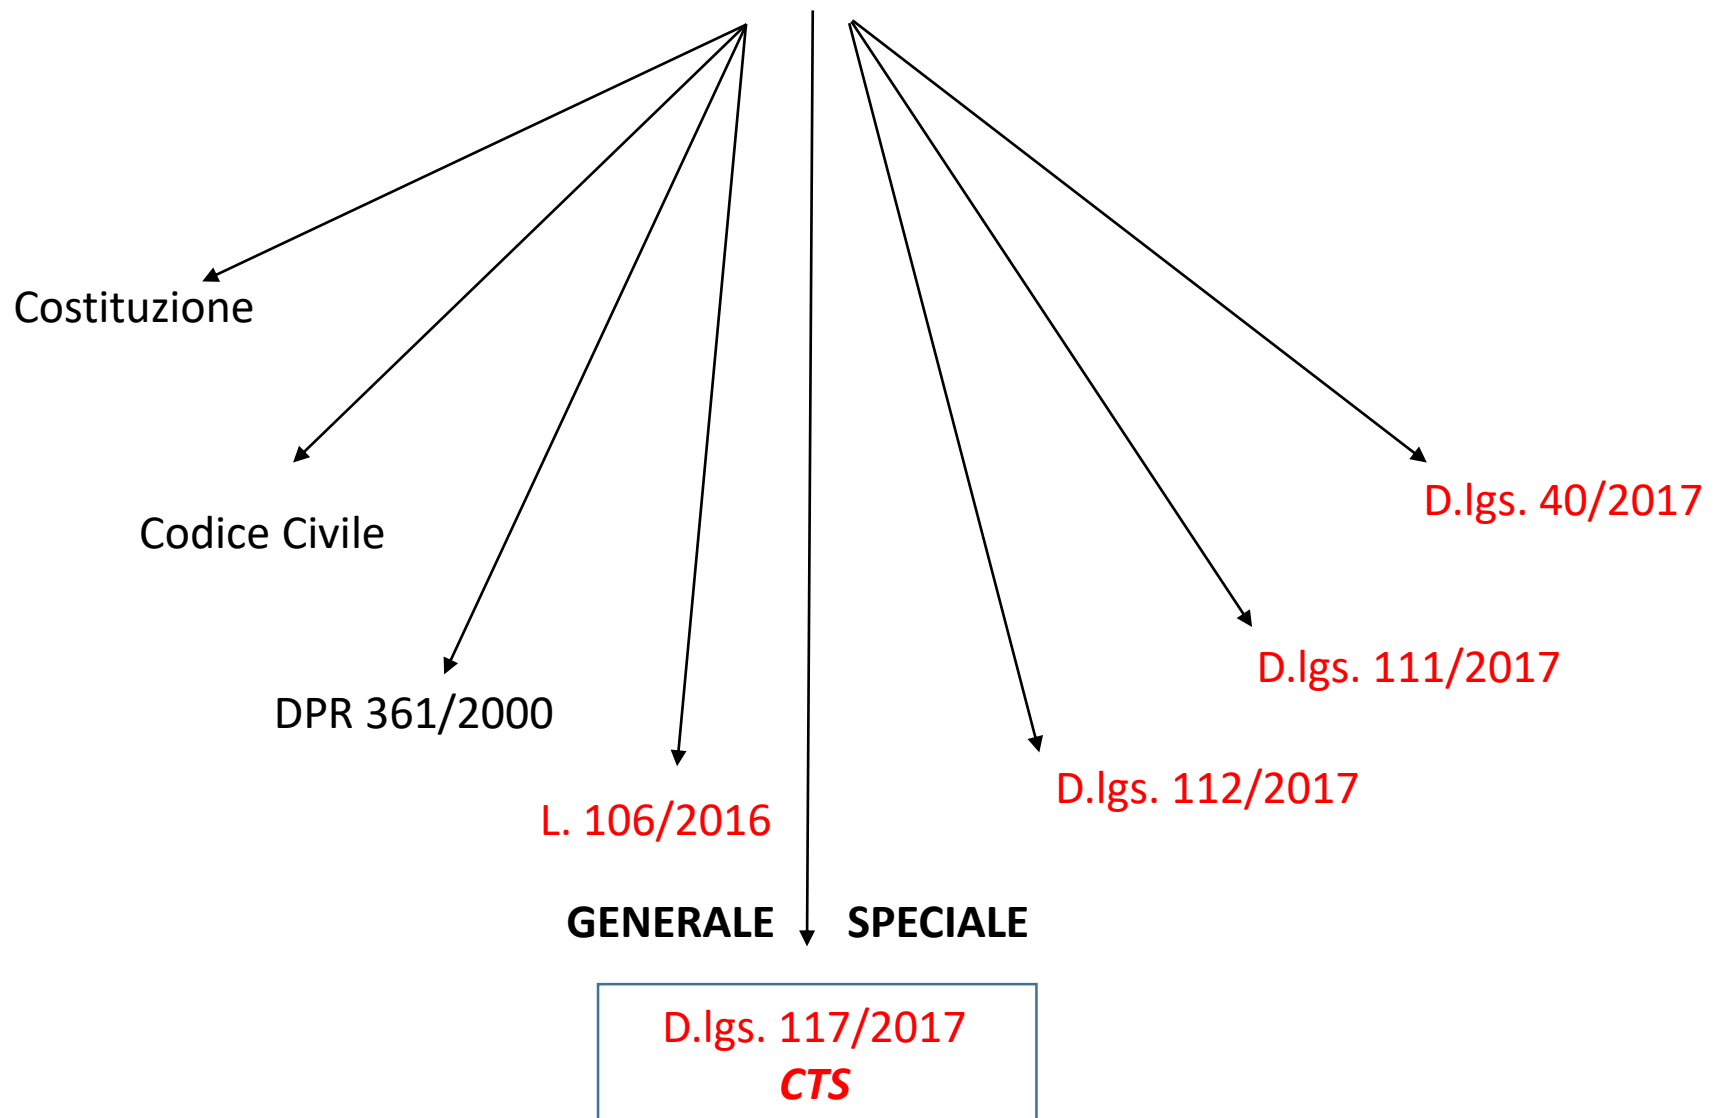 Costituzione
D.lgs. 40/2017
Codice Civile
D.lgs. 111/2017
DPR 361/2000
D.lgs. 112/2017
L. 106/2016
GENERALE SPECIALE
D.lgs. 117/2017
CTS